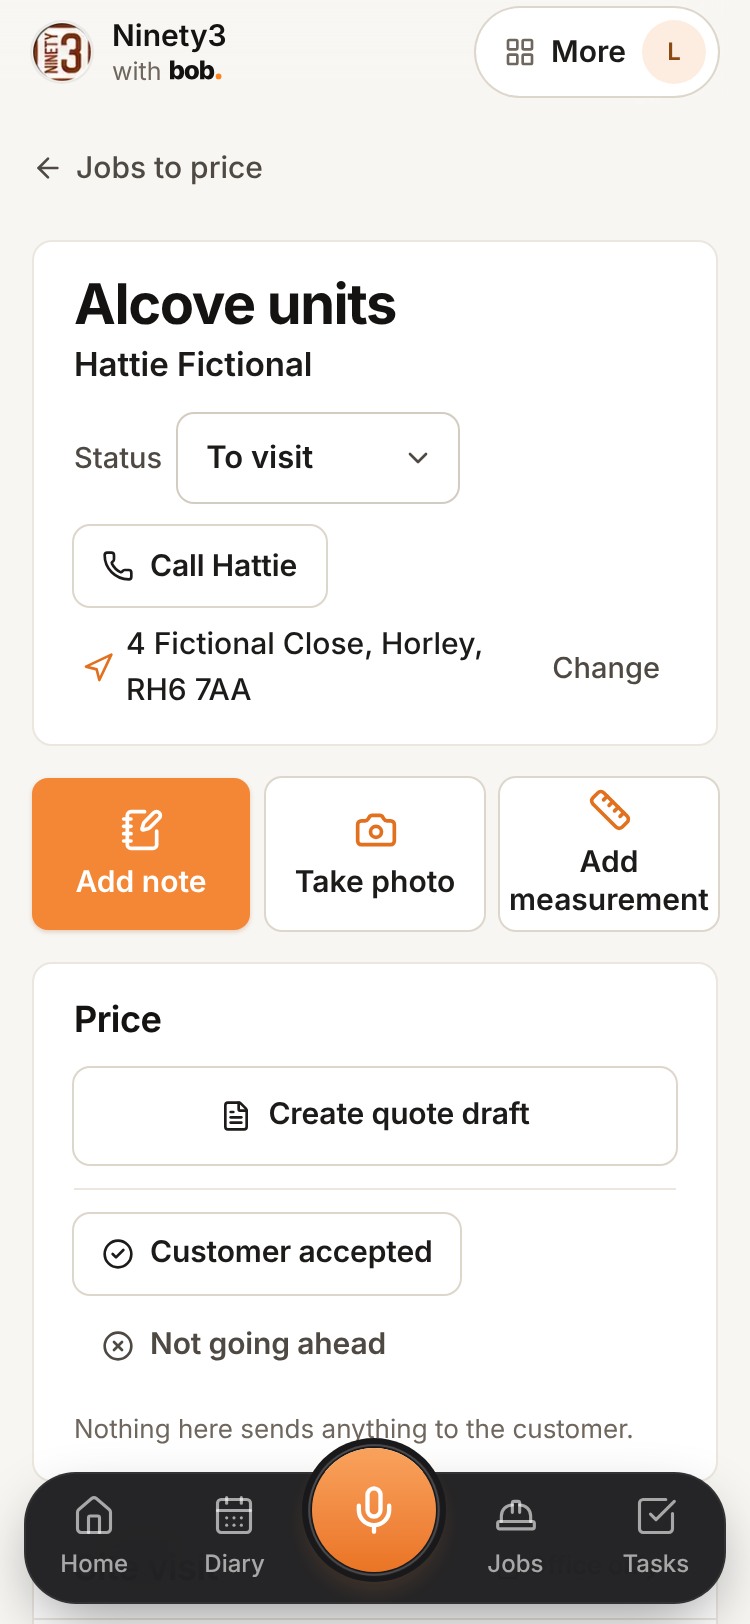 NINETY
3
Ninety3
with bob.
More
L
Jobs to price
Alcove units
Hattie Fictional
Status
To visit
Call Hattie
4 Fictional Close, Horley,
RH6 7AA
Change
Add note
Take photo
Add
measurement
Price
Create quote draft
Customer accepted
Not going ahead
Nothing here sends anything to the customer.
Home
Diary
Jobs
Tasks